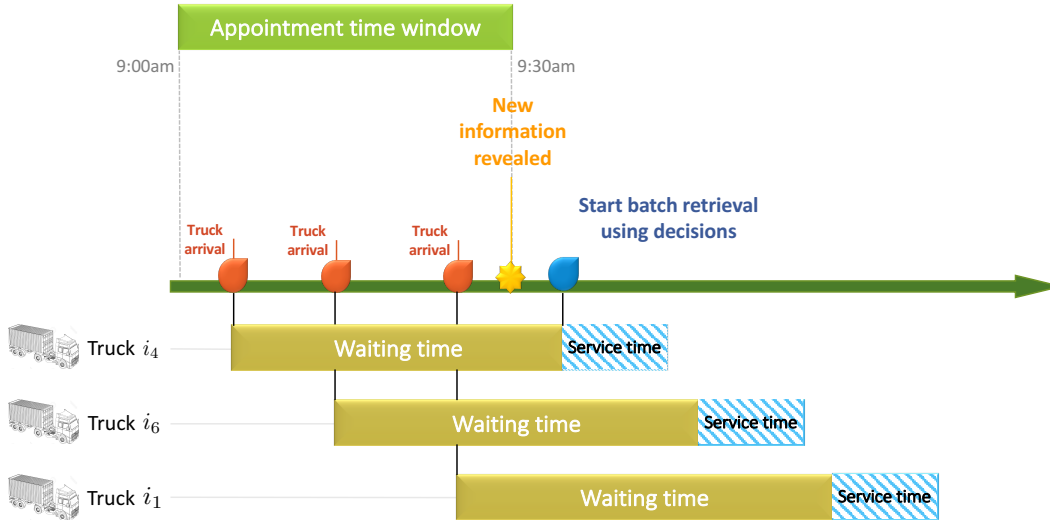 Appointment time window
9:00am
9:30am
New
information
revealed
Start batch retrieval
using decisions
Truck
arrival
Truck
arrival
Truck
arrival
Truck i4
Waiting time
Service time
Truck i6
Waiting time
Service time
Truck i1
Waiting time
Service time